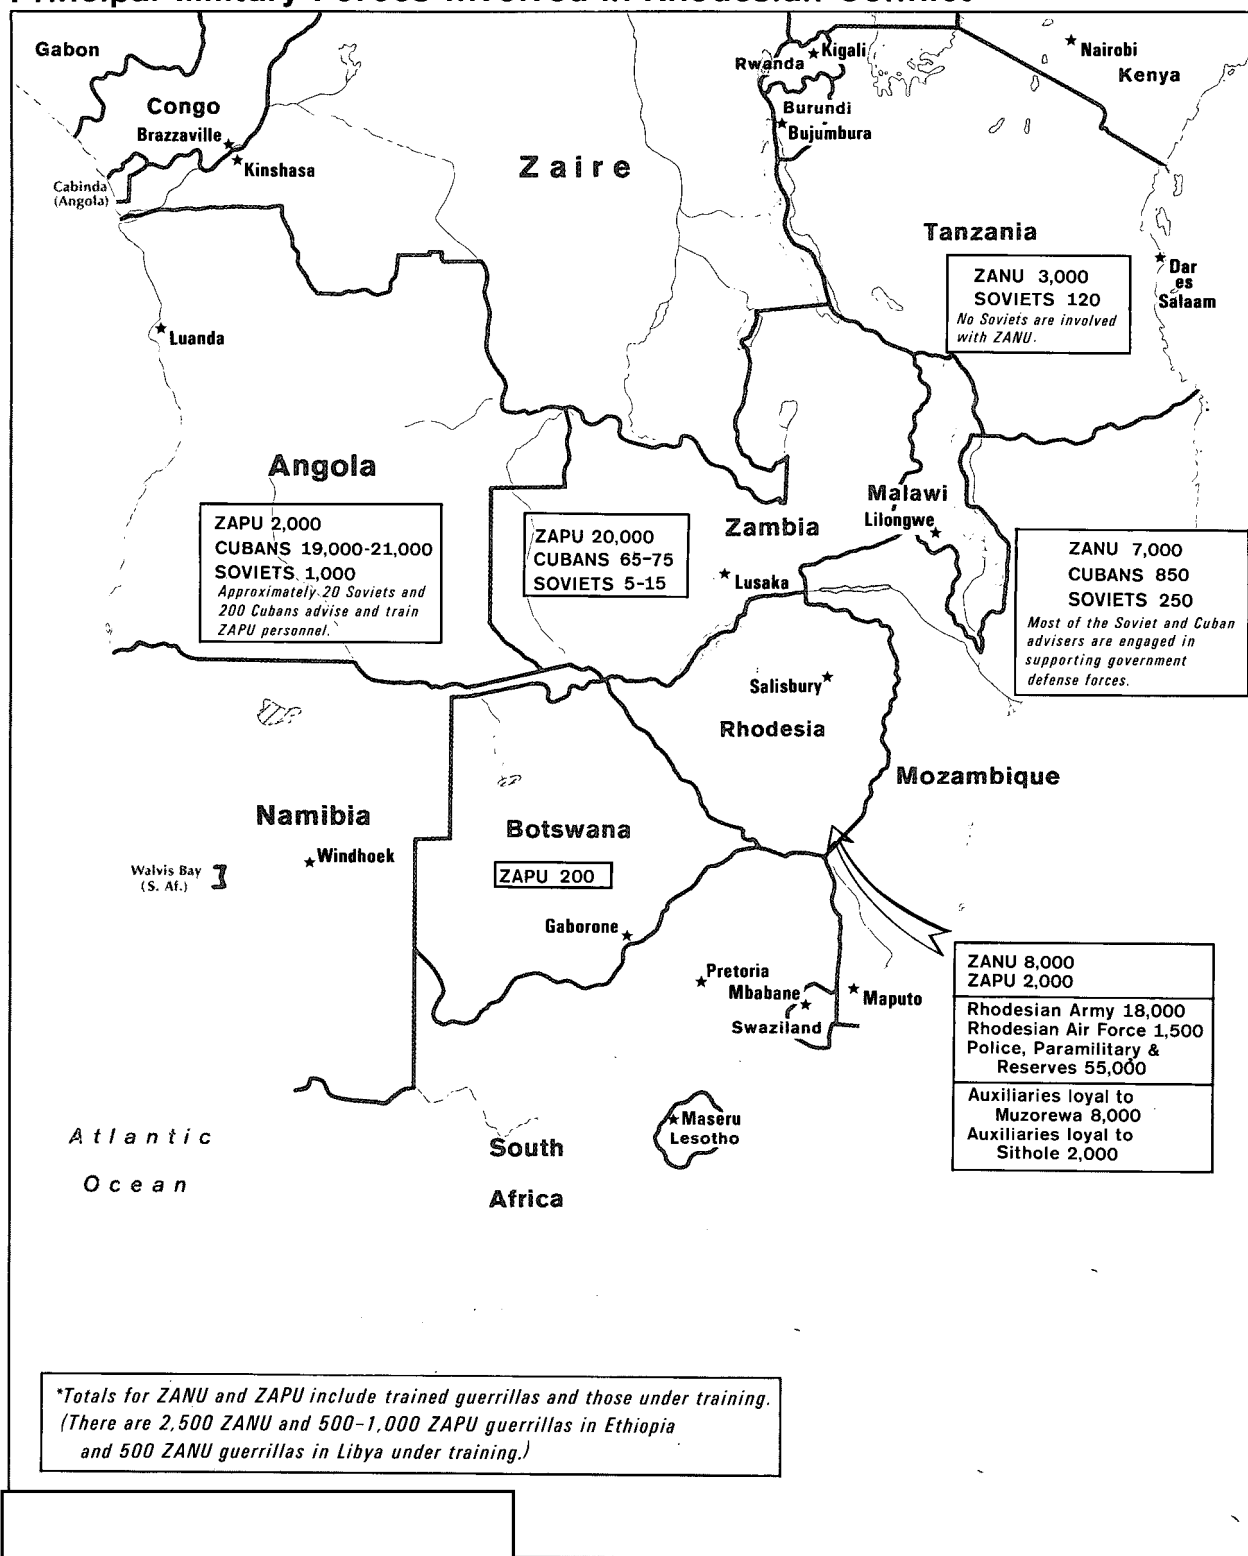 Principal Military Forces Involved in Rhodesian Conflict
Gabon
Congo
Brazzaville
Kinshasa
Cabinda
(Angola)
Zaire
Rwanda
Kigali
Burundi
Bujumbura
Nairobi
Kenya
Tanzania
ZANU 3,000
SOVIETS 120
No Soviets are involved
with ZANU.
Dar
es
Salaam
Luanda
Angola
ZAPU 2,000
CUBANS 19,000-21,000
SOVIETS 1,000
Approximately 20 Soviets and
200 Cubans advise and train
ZAPU personnel.
ZAPU 20,000
CUBANS 65-75
SOVIETS 5-15
Zambia
Lusaka
Malawi
Lilongwe
ZANU 7,000
CUBANS 850
SOVIETS 250
Most of the Soviet and Cuban
advisers are engaged in
supporting government
defense forces.
Salisbury
Rhodesia
Mozambique
Namibia
Windhoek
Walvis Bay
(S. Af.)
Botswana
ZAPU 200
Gaborone
Pretoria
Mbabane
Maputo
Swaziland
ZANU 8,000
ZAPU 2,000
Rhodesian Army 18,000
Rhodesian Air Force 1,500
Police, Paramilitary &
Reserves 55,000
Auxiliaries loyal to
Muzorewa 8,000
Auxiliaries loyal to
Sithole 2,000
Maseru
Lesotho
South
Africa
Atlantic
Ocean
*Totals for ZANU and ZAPU include trained guerrillas and those under training.
(There are 2,500 ZANU and 500-1,000 ZAPU guerrillas in Ethiopia
and 500 ZANU guerrillas in Libya under training.)